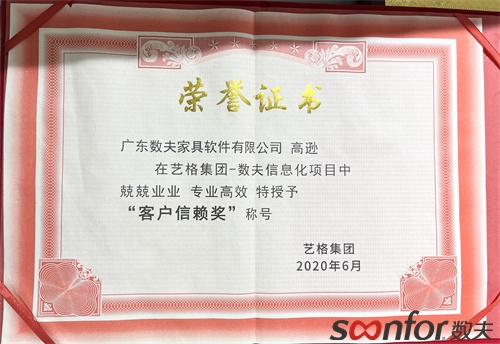 荣誉证书
广东数夫家具软件有限公司 高逊
在艺格集团-数夫信息化项目中
兢兢业业 专业高效 特授予
“客户信赖奖”称号
艺格集团
2020年6月
soonfor数夫